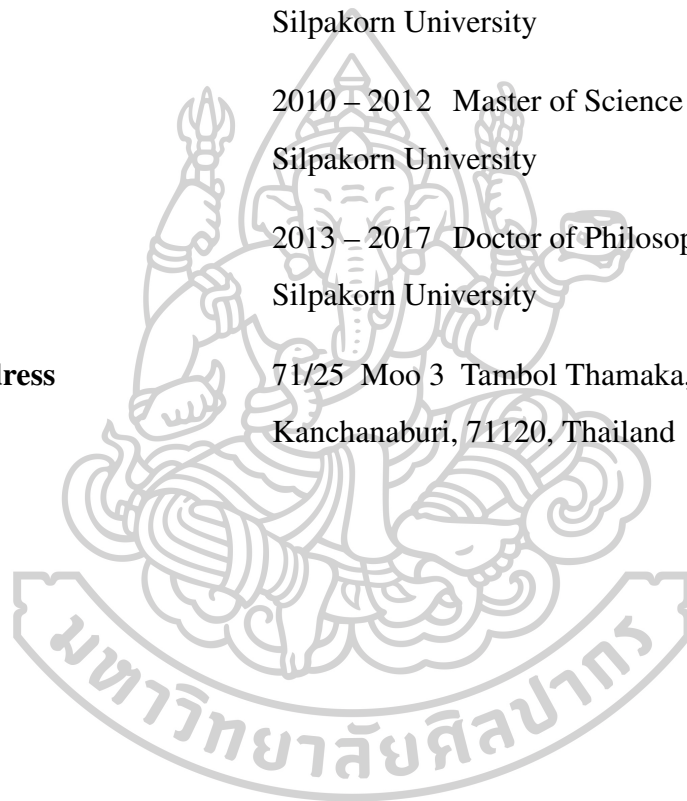 Silpakorn University
2010 – 2012 Master of Science
Silpakorn University
2013 – 2017 Doctor of Philosop
Silpakorn University
dress 71/25 Moo 3 Tambol Thamaka,
Kanchanaburi, 71120, Thailand
มหาวิทยาลัยศิลปากร